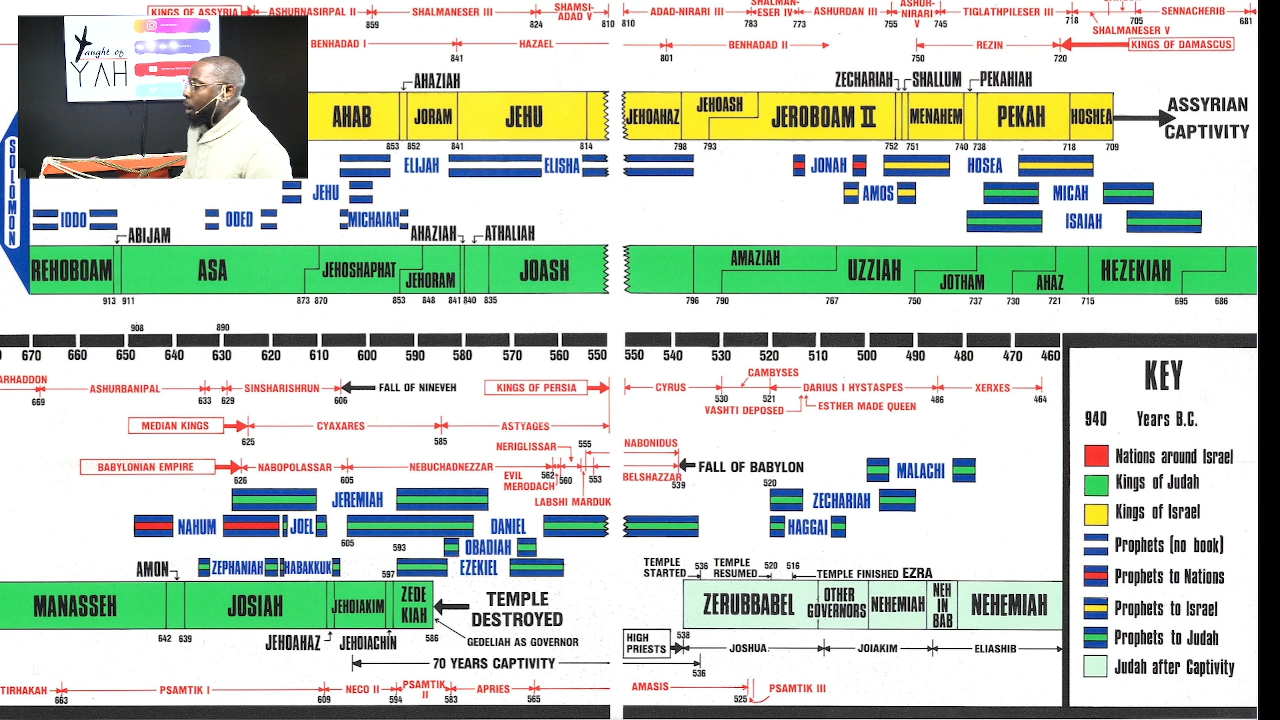 KINGS OF ASSYRIA ASHURNASIRPAL II SHALMANESER III SHAMSI-ADAD V ADAD-NIRARI III SHALMAN-ESER IV ASHURDAN III ASHUR-NIRARI V TIGLATHPILESER III SENNACHERIB
859 824 810 810 783 773 755 745 718 705 681
SHALMANESER V
BENHADAD I HAZAEL BENHADAD II REZIN KINGS OF DAMASCUS
841 801 750 720
Taught of
YAH
AHAZIAH ZECHARIAH SHALLUM PEKAHIAH
AHAB JORAM JEHU JEHOAHAZ JEHOASH JEROBOAM II MENAHEM PEKAH HOSHEA
ASSYRIAN
CAPTIVITY
853 852 841 814 798 793 752 751 740 738 718 709
SOLOMON
ELIJAH ELISHA JONAH HOSEA
JEHU AMOS MICAH
IDDO ODED MICHAIAH ISAIAH
ABIJAM AHAZIAH ATHALIAH
REHOBOAM ASA JEHOSHAPHAT JEHORAM JOASH AMAZIAH UZZIAH JOTHAM AHAZ HEZEKIAH
913 911 873 870 853 848 841 840 835 796 790 767 750 737 730 721 715 695 686
908 890
670 660 650 640 630 620 610 600 590 580 570 560 550 550 540 530 520 510 500 490 480 470 460
ARHADDON ASHURBANIPAL SINSHARISHRUN FALL OF NINEVEH KINGS OF PERSIA CYRUS CAMBYSES DARIUS I HYSTASPES XERXES
669 633 629 606 530 521 486 464
VASHTI DEPOSED ESTHER MADE QUEEN
MEDIAN KINGS CYAXARES ASTYAGES
625 585
NERIGLISSAR 555 NABONIDUS
BABYLONIAN EMPIRE NABOPOLASSAR NEBUCHADNEZZAR EVIL MERODACH 562 560 553 BELSHAZZAR FALL OF BABYLON
626 605 539
LABSHI MARDUK
JEREMIAH MALACHI
520
ZECHARIAH
NAHUM JOEL DANIEL HAGGAI
605 593
OBADIAH
ZEPHANIAH HABAKKUK EZEKIEL
AMON 597
TEMPLE STARTED 536 TEMPLE RESUMED 520 516 TEMPLE FINISHED EZRA
MANASSEH JOSIAH JEHOIAKIM ZEDEKIAH
TEMPLE
DESTROYED
ZERUBBABEL OTHER GOVERNORS NEHEMIAH NEH IN BAB NEHEMIAH
642 639 586
JEHOAHAZ JEHOIACHIN GEDELIAH AS GOVERNOR
HIGH PRIESTS 538 JOSHUA JOIAKIM ELIASHIB
70 YEARS CAPTIVITY 536
TIRHAKAH PSAMTIK I NECO II PSAMTIK II APRIES AMASIS PSAMTIK III
663 609 594 583 565 525
KEY
940 Years B.C.
Nations around Israel
Kings of Judah
Kings of Israel
Prophets (no book)
Prophets to Nations
Prophets to Israel
Prophets to Judah
Judah after Captivity